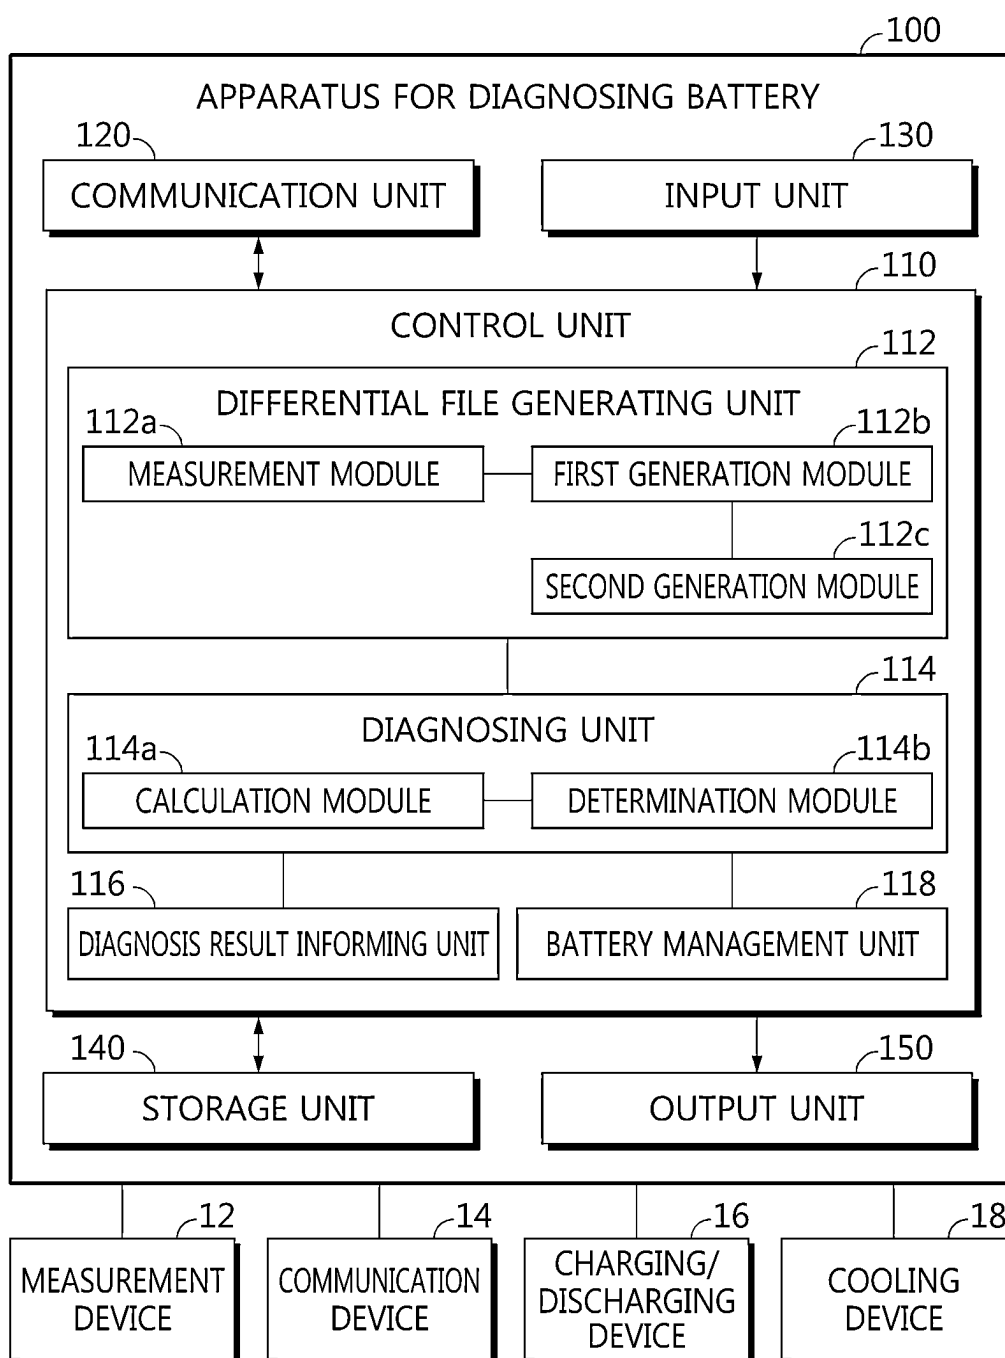 100
APPARATUS FOR DIAGNOSING BATTERY
120
130
COMMUNICATION UNIT
INPUT UNIT
110
CONTROL UNIT
112
DIFFERENTIAL FILE GENERATING UNIT
112a
112b
MEASUREMENT MODULE
FIRST GENERATION MODULE
112c
SECOND GENERATION MODULE
114
DIAGNOSING UNIT
114a
114b
CALCULATION MODULE
DETERMINATION MODULE
116
118
DIAGNOSIS RESULT INFORMING UNIT
BATTERY MANAGEMENT UNIT
140
150
STORAGE UNIT
OUTPUT UNIT
12
14
16
18
MEASUREMENT
DEVICE
COMMUNICATION
DEVICE
CHARGING/
DISCHARGING
DEVICE
COOLING
DEVICE